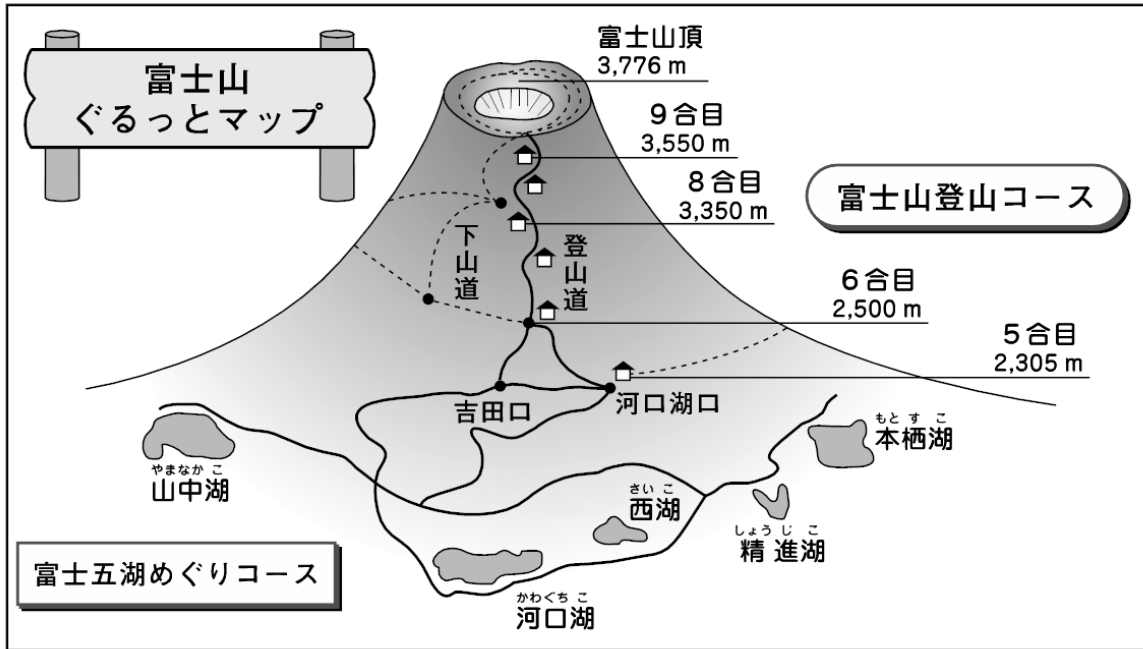 富士山
ぐるっとマップ
富士山頂
3,776 m
9合目
3,550 m
8合目
3,350 m
富士山登山コース
下山道
登山道
6合目
2,500 m
5合目
2,305 m
吉田口
河口湖口
もとすこ
本栖湖
やまなかこ
山中湖
さいこ
西湖
しょうじこ
精進湖
富士五湖めぐりコース
かわぐちこ
河口湖